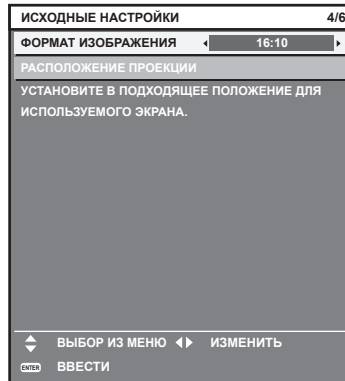 ИСХОДНЫЕ НАСТРОЙКИ 4/6
ФОРМАТ ИЗОБРАЖЕНИЯ 16:10
РАСПОЛОЖЕНИЕ ПРОЕКЦИИ
УСТАНОВИТЕ В ПОДХОДЯЩЕЕ ПОЛОЖЕНИЕ ДЛЯ
ИСПОЛЬЗУЕМОГО ЭКРАНА.
ВЫБОР ИЗ МЕНЮ ИЗМЕНИТЬ
ENTER ВВЕСТИ